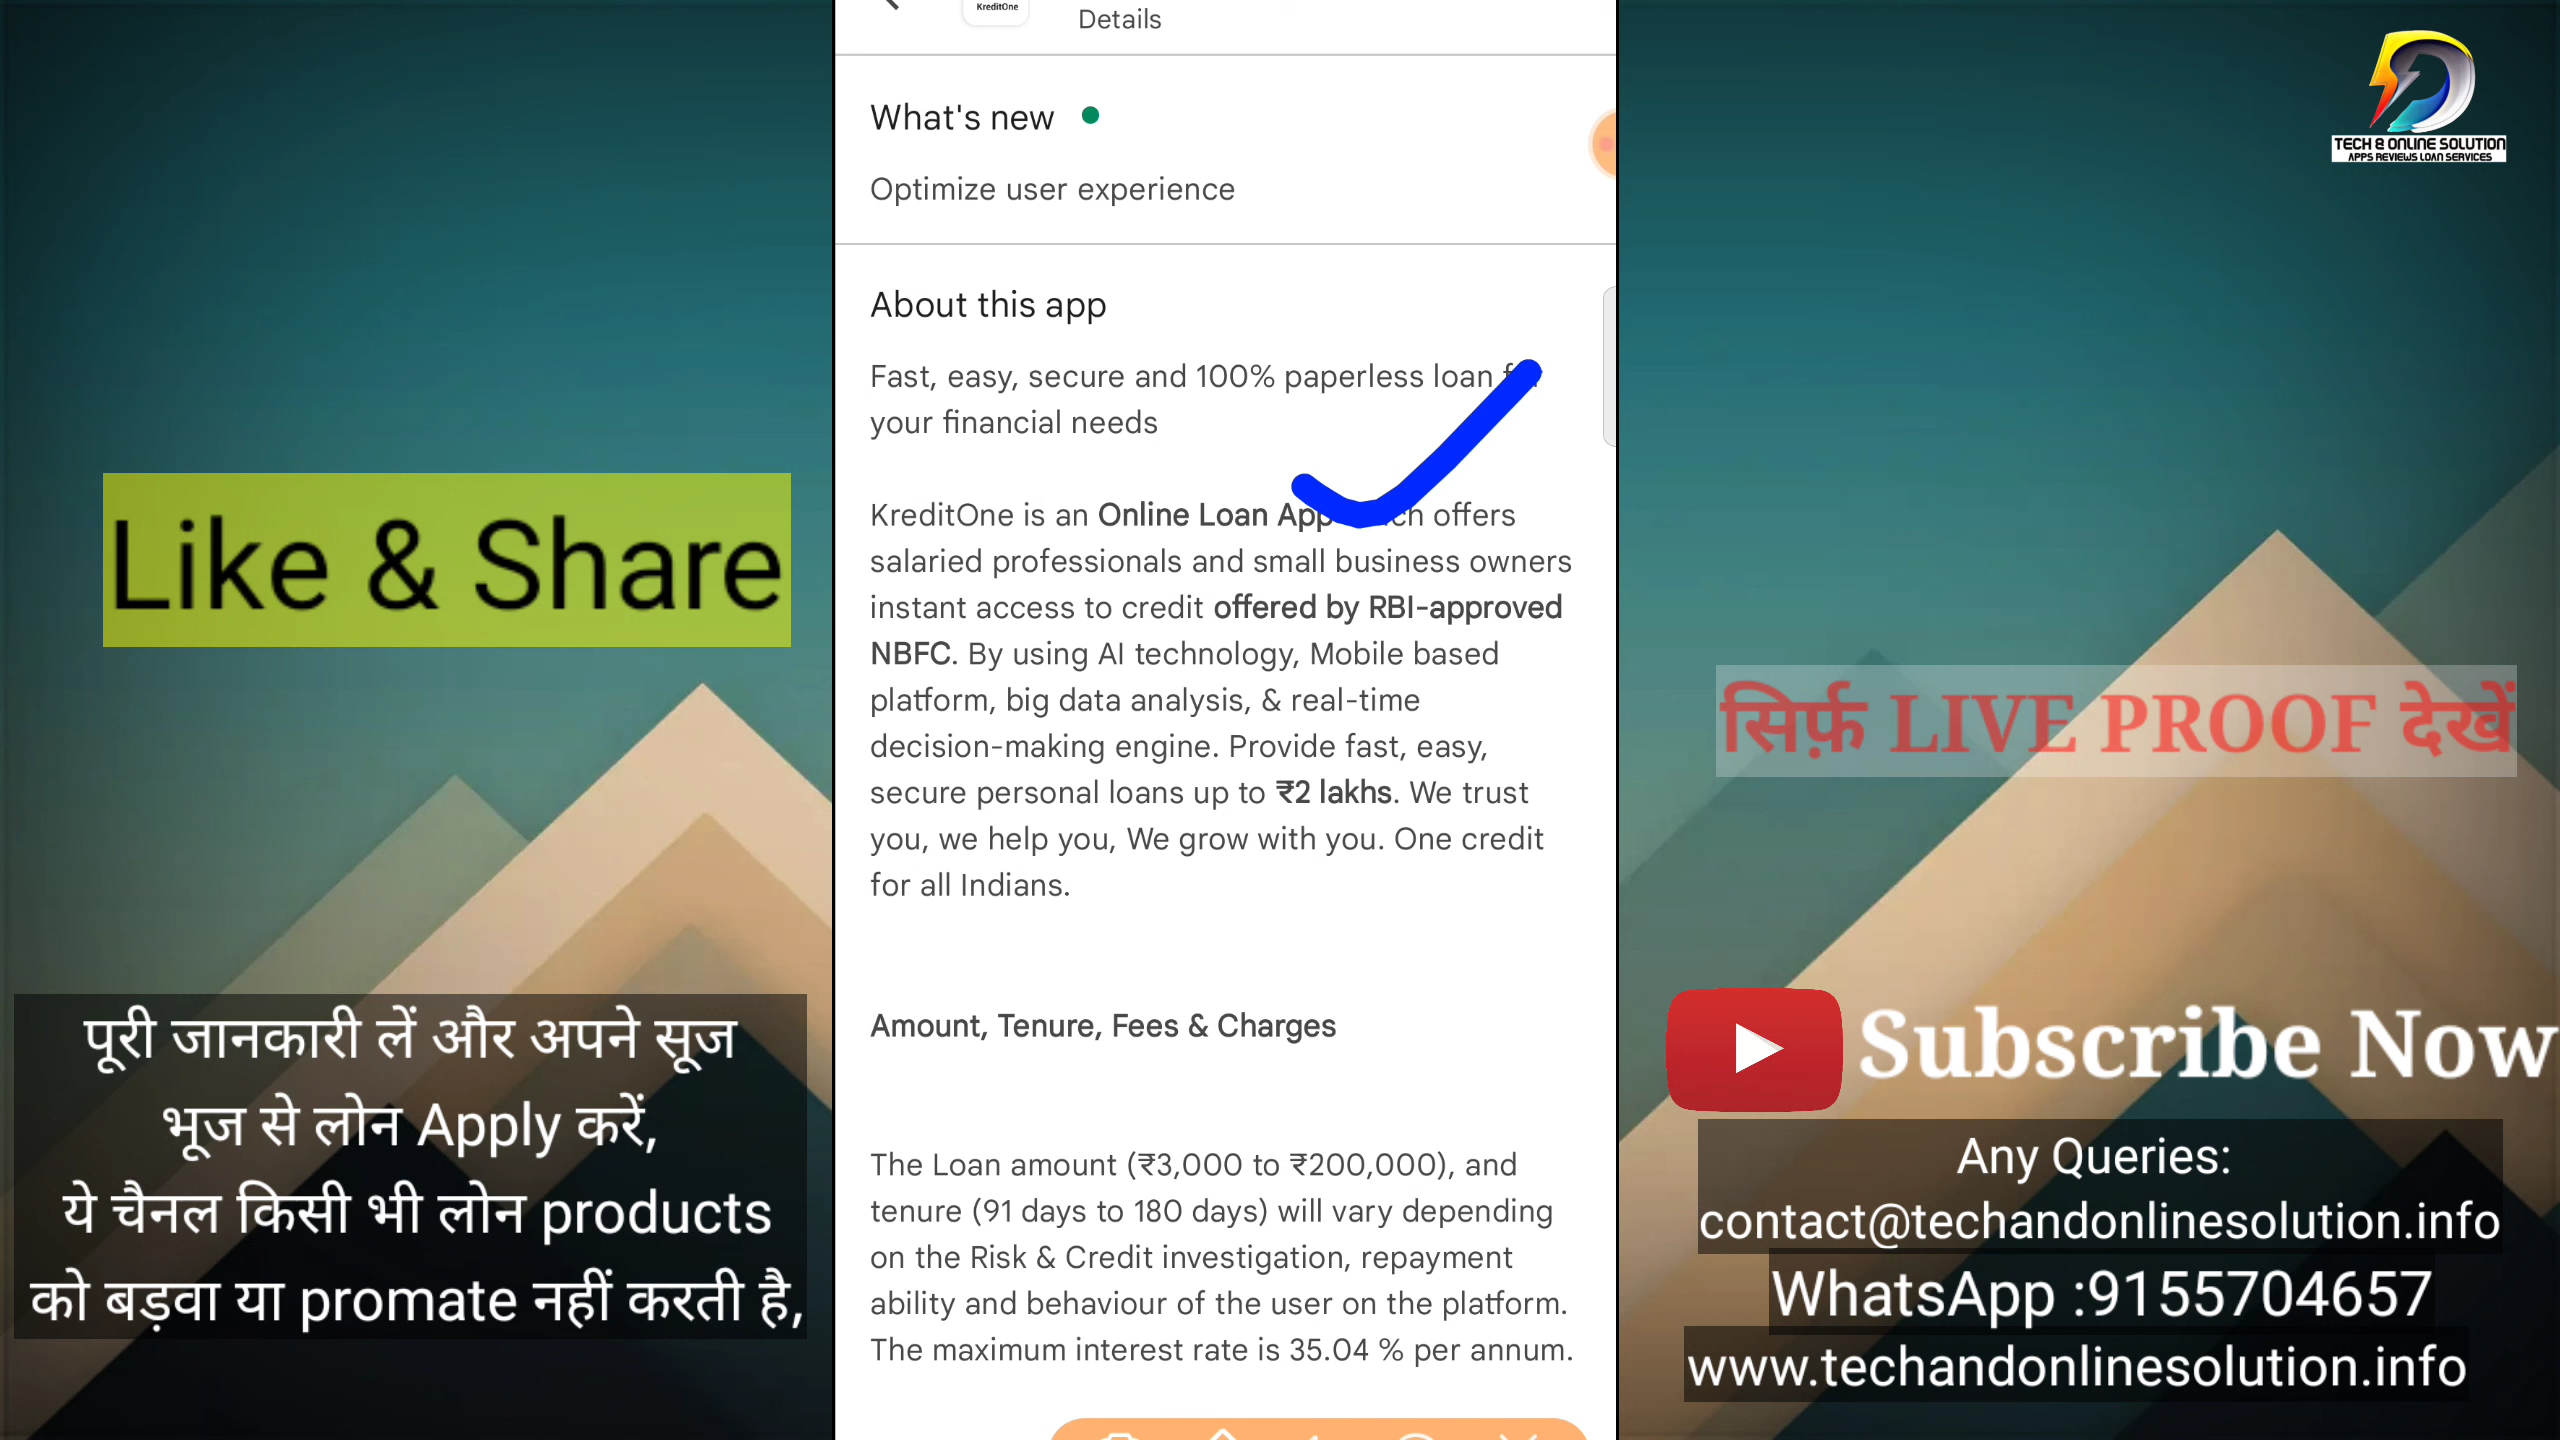 KreditOne
Details
What's new
Optimize user experience
About this app
Fast, easy, secure and 100% paperless loan
your financial needs
KreditOne is an Online Loan App offers
salaried professionals and small business owners
instant access to credit offered by RBI-approved
NBFC. By using AI technology, Mobile based
platform, big data analysis, & real-time
decision-making engine. Provide fast, easy,
secure personal loans up to ₹2 lakhs. We trust
you, we help you, We grow with you. One credit
for all Indians.
Amount, Tenure, Fees & Charges
The Loan amount (₹3,000 to ₹200,000), and
tenure (91 days to 180 days) will vary depending
on the Risk & Credit investigation, repayment
ability and behaviour of the user on the platform.
The maximum interest rate is 35.04 % per annum.
Like & Share
पूरी जानकारी लें और अपने सूज
भूज से लोन Apply करें,
ये चैनल किसी भी लोन products
को बड़वा या promate नहीं करती है,
TECH & ONLINE SOLUTION
APPS REVIEWS LOAN SERVICES
सिर्फ़ LIVE PROOF देखें
Subscribe Now
Any Queries:
contact@techandonlinesolution.info
WhatsApp :9155704657
www.techandonlinesolution.info